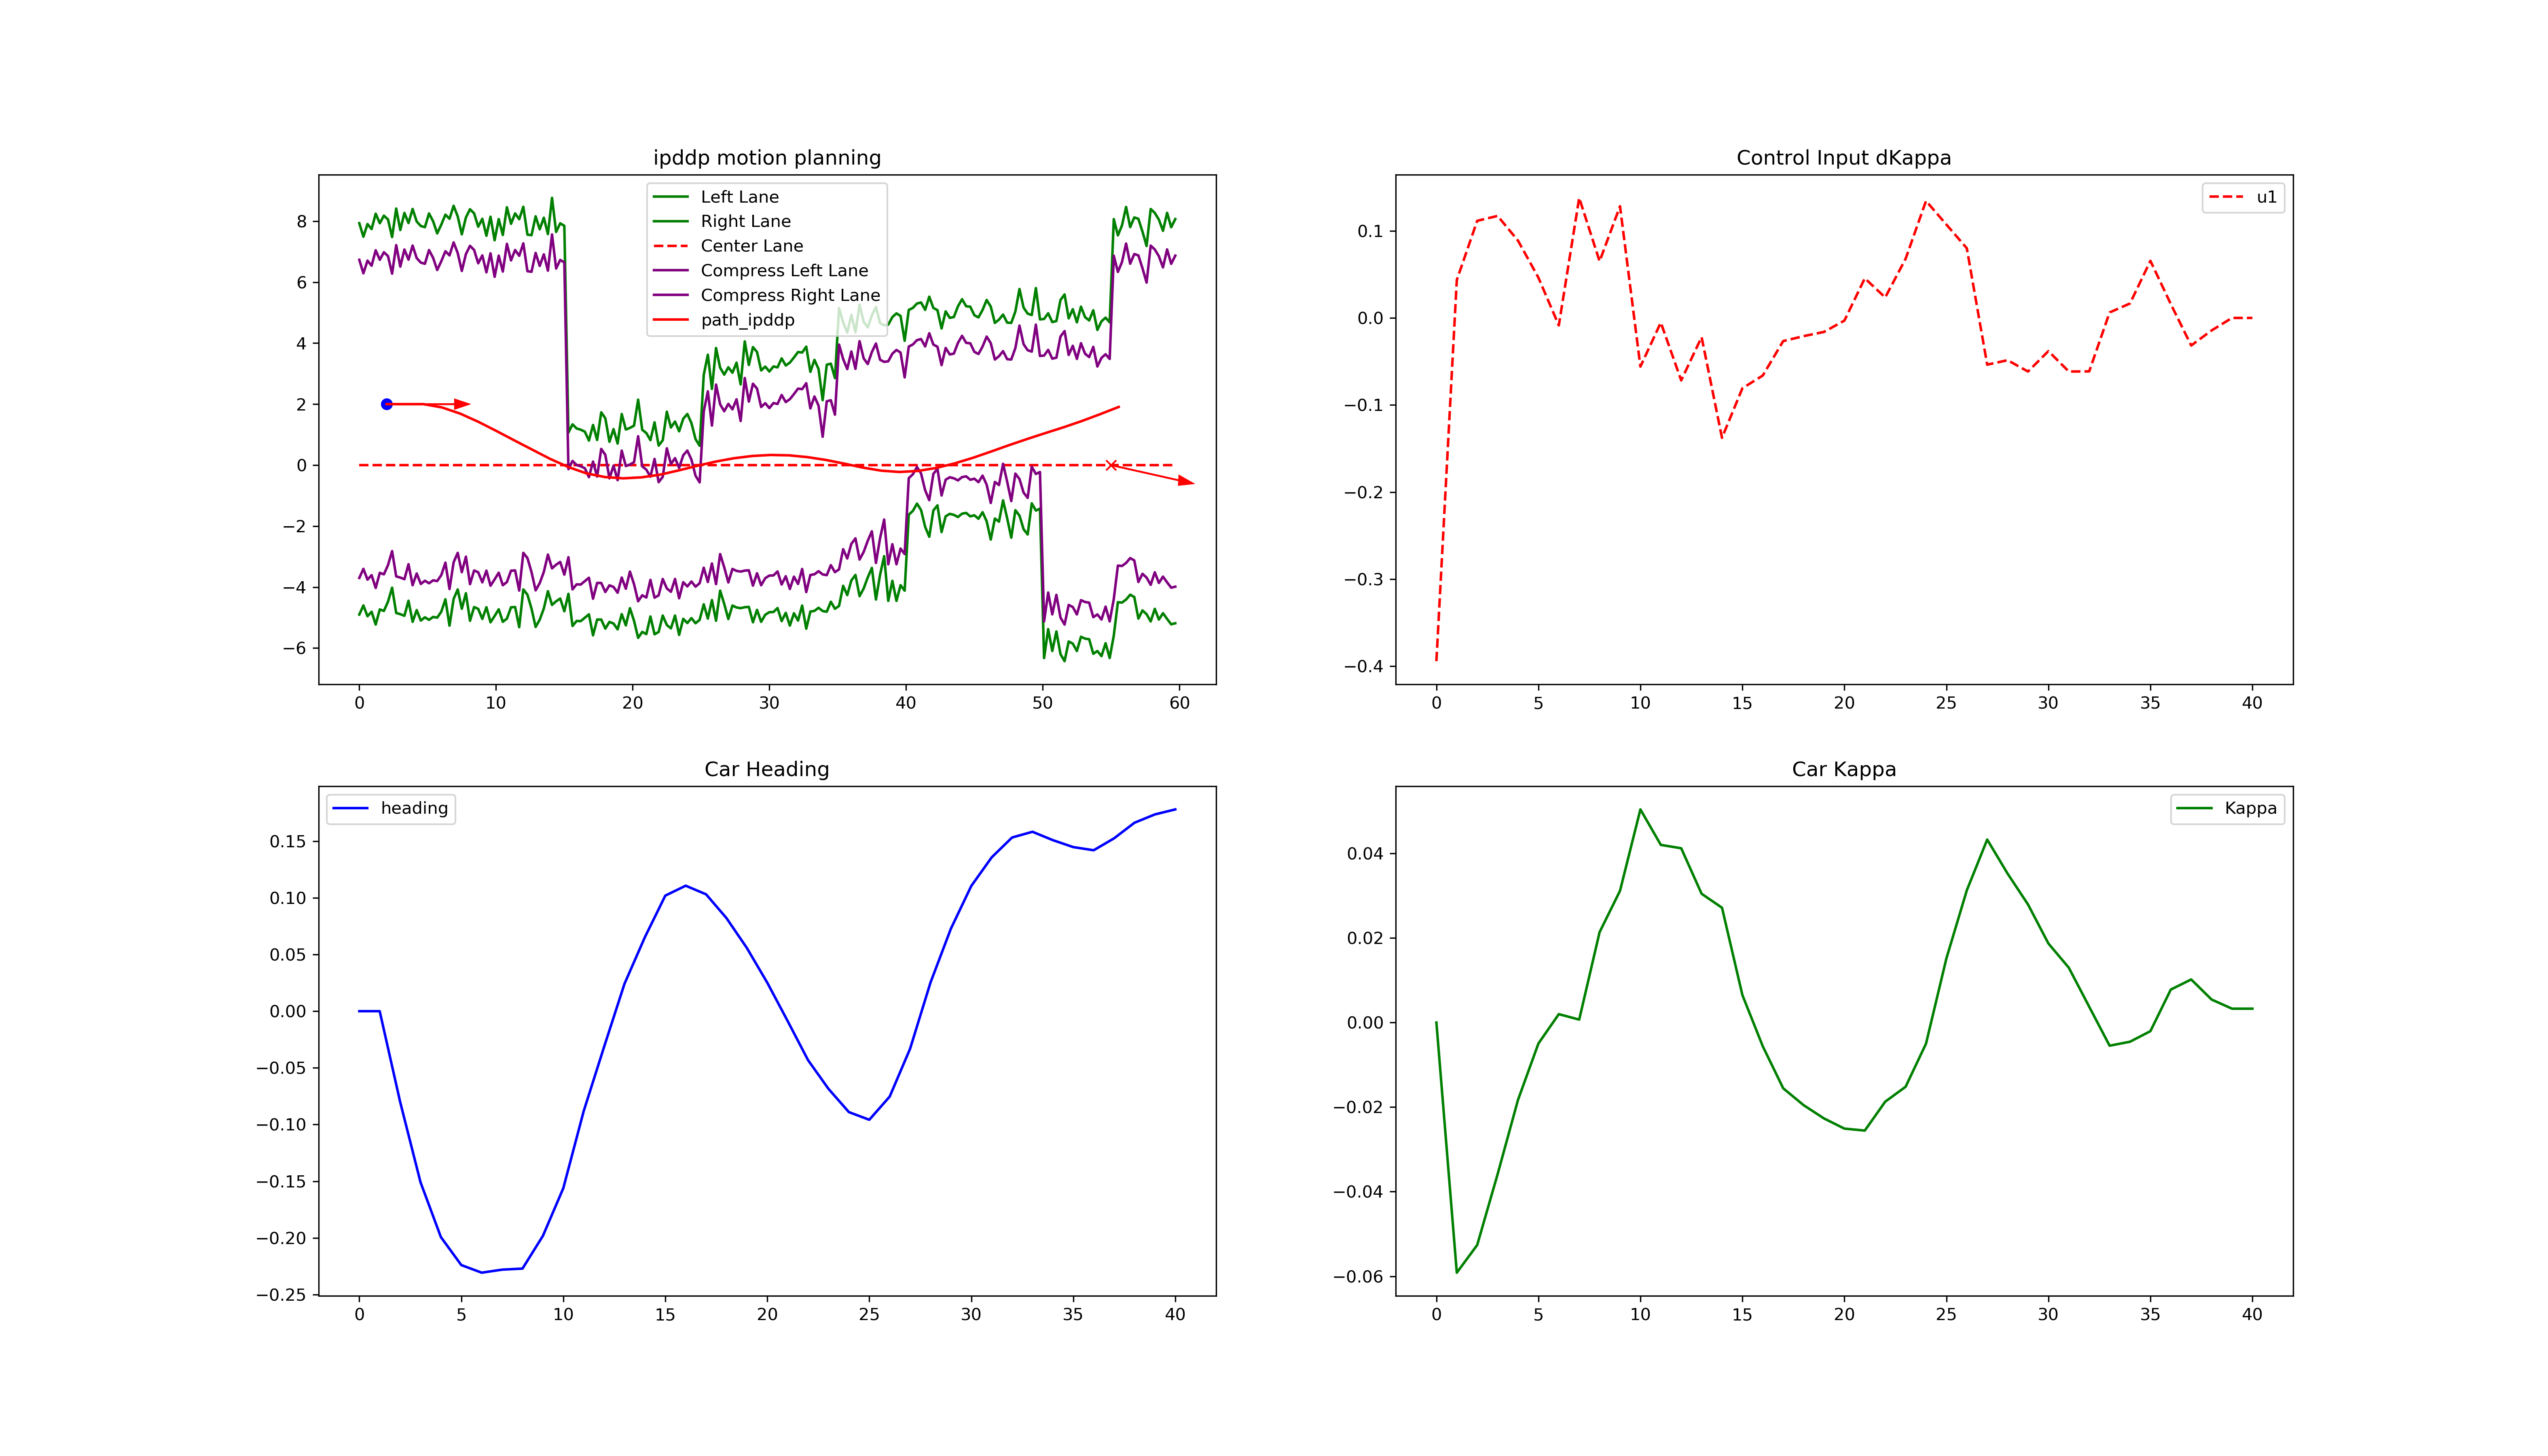 ipddp motion planning
Left Lane
Right Lane
Center Lane
Compress Left Lane
Compress Right Lane
path_ipddp
8
6
4
2
0
−2
−4
−6
0 10 20 30 40 50 60
Control Input dKappa
u1
0.1
0.0
−0.1
−0.2
−0.3
−0.4
0 5 10 15 20 25 30 35 40
Car Heading
heading
0.15
0.10
0.05
0.00
−0.05
−0.10
−0.15
−0.20
−0.25
0 5 10 15 20 25 30 35 40
Car Kappa
Kappa
0.04
0.02
0.00
−0.02
−0.04
−0.06
0 5 10 15 20 25 30 35 40